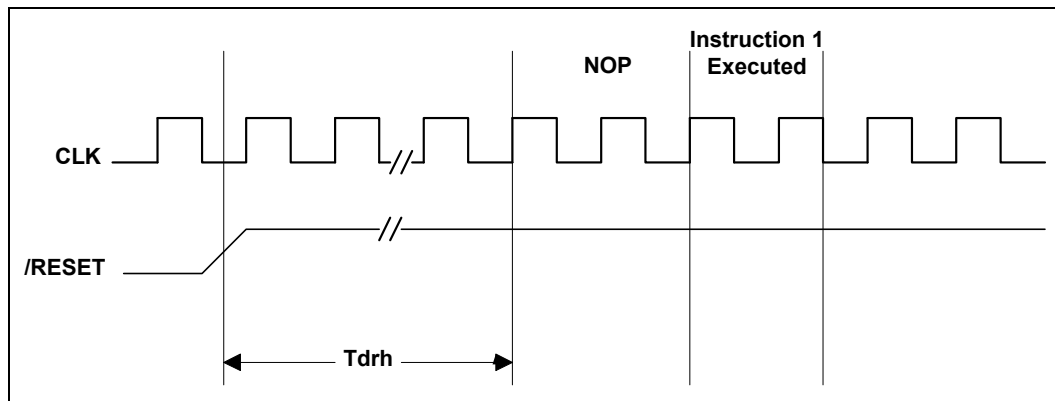 Instruction 1
Executed
NOP
CLK
/RESET
Tdrh